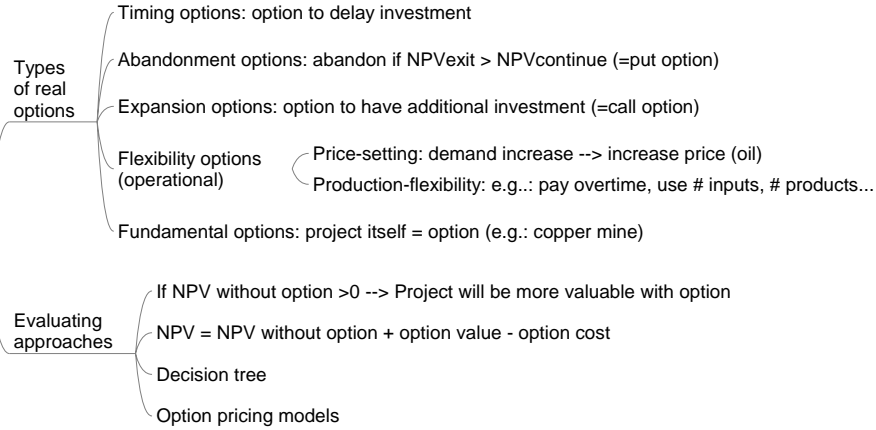 Timing options: option to delay investment
Types
of real
options
Abandonment options: abandon if NPVexit > NPVcontinue (=put option)
Expansion options: option to have additional investment (=call option)
Flexibility options
(operational)
Price-setting: demand increase --> increase price (oil)
Production-flexibility: e.g..: pay overtime, use # inputs, # products...
Fundamental options: project itself = option (e.g.: copper mine)
Evaluating
approaches
If NPV without option >0 --> Project will be more valuable with option
NPV = NPV without option + option value - option cost
Decision tree
Option pricing models